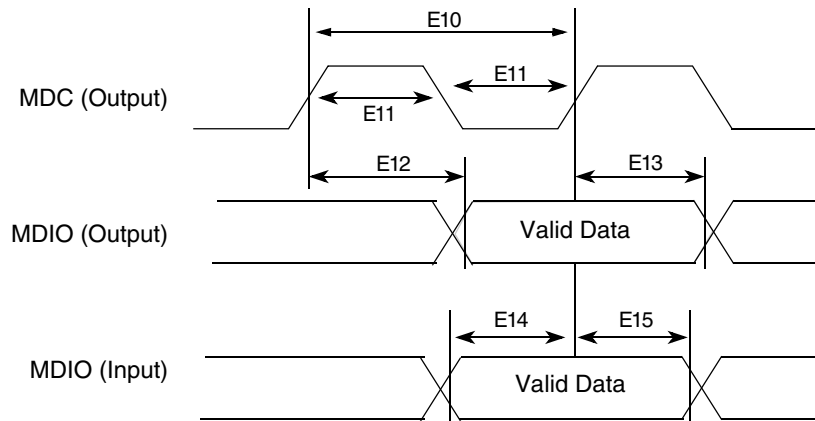 E10
MDC (Output)
E11
E11
E12
E13
MDIO (Output)
Valid Data
E14
E15
MDIO (Input)
Valid Data